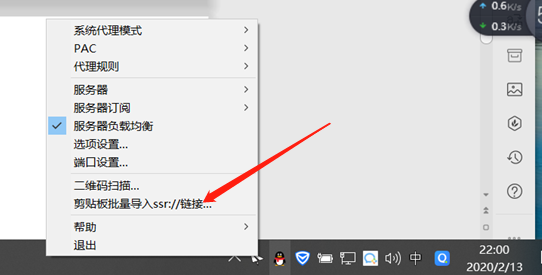 0.6K/s
0.3K/s
5
系统代理模式
PAC
代理规则
服务器
服务器订阅
服务器负载均衡
选项设置...
端口设置...
二维码扫描...
剪贴板批量导入ssr://链接...
帮助
退出
中
Q
22:00
2020/2/13